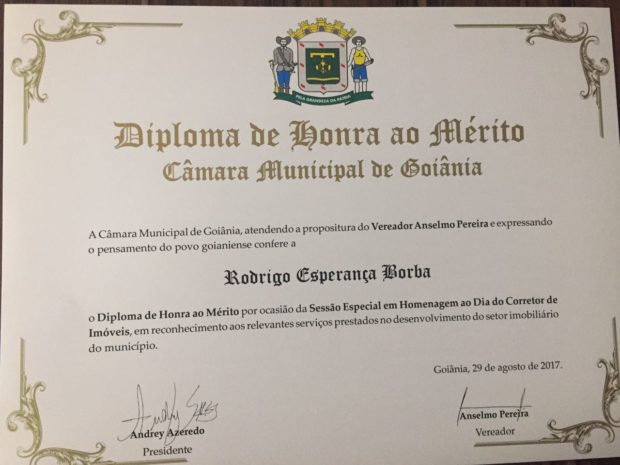 PELA GRANDEZA DA PÁTRIA
Diploma de Honra ao Mérito
Câmara Municipal de Goiânia
A Câmara Municipal de Goiânia, atendendo a propositura do Vereador Anselmo Pereira e expressando
o pensamento do povo goianiense confere a
Rodrigo Esperança Borba
o Diploma de Honra ao Mérito por ocasião da Sessão Especial em Homenagem ao Dia do Corretor de
Imóveis, em reconhecimento aos relevantes serviços prestados no desenvolvimento do setor imobiliário
do município.
Goiânia, 29 de agosto de 2017.
Andrey Azeredo
Presidente
Anselmo Pereira
Vereador